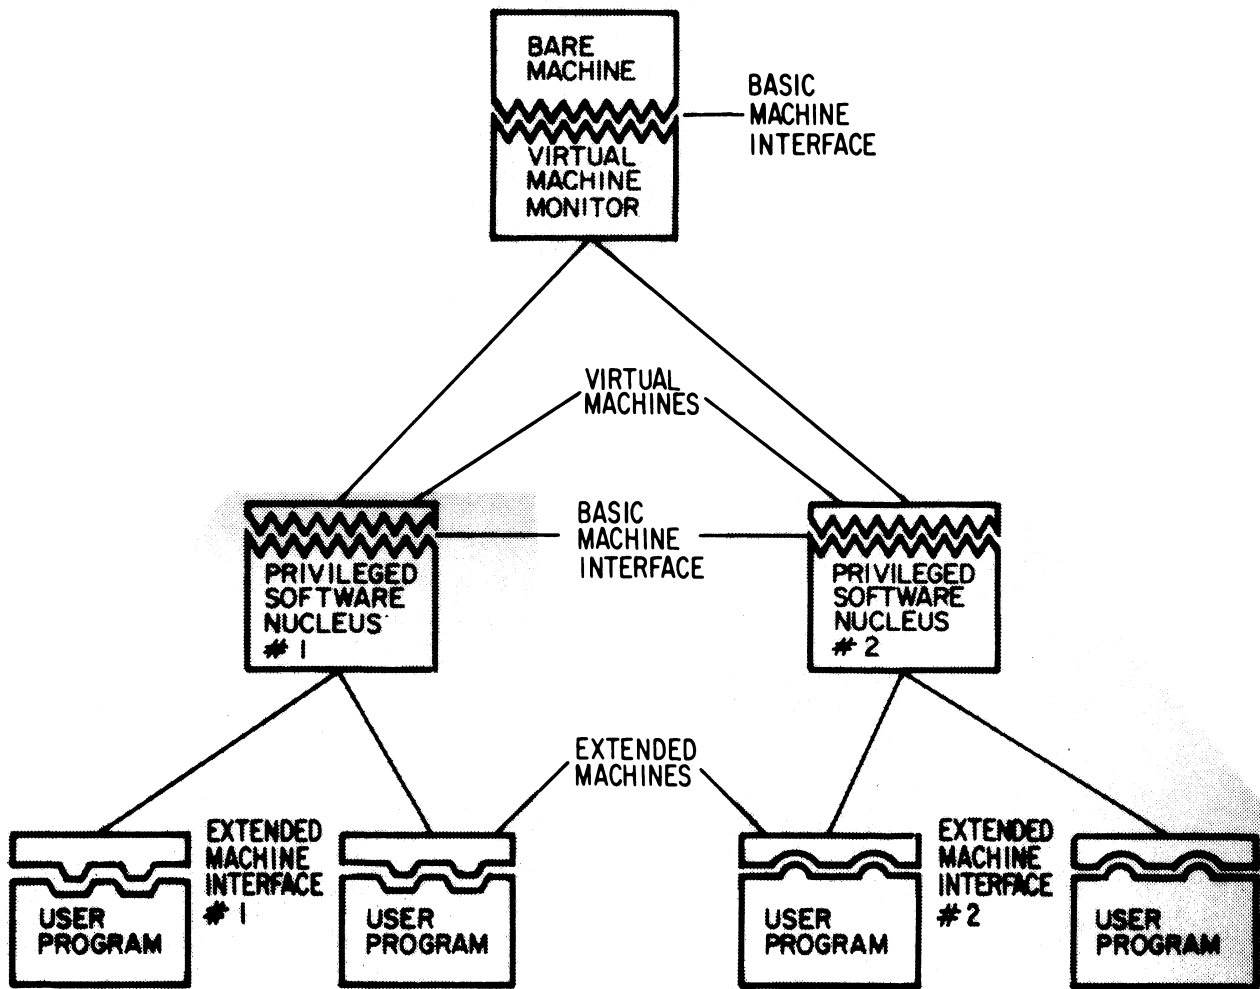 BARE
MACHINE
BASIC
MACHINE
INTERFACE
VIRTUAL
MACHINE
MONITOR
VIRTUAL
MACHINES
BASIC
MACHINE
INTERFACE
PRIVILEGED
SOFTWARE
NUCLEUS
# 1
PRIVILEGED
SOFTWARE
NUCLEUS
# 2
EXTENDED
MACHINES
EXTENDED
MACHINE
INTERFACE
# 1
EXTENDED
MACHINE
INTERFACE
# 2
USER
PROGRAM
USER
PROGRAM
USER
PROGRAM
USER
PROGRAM